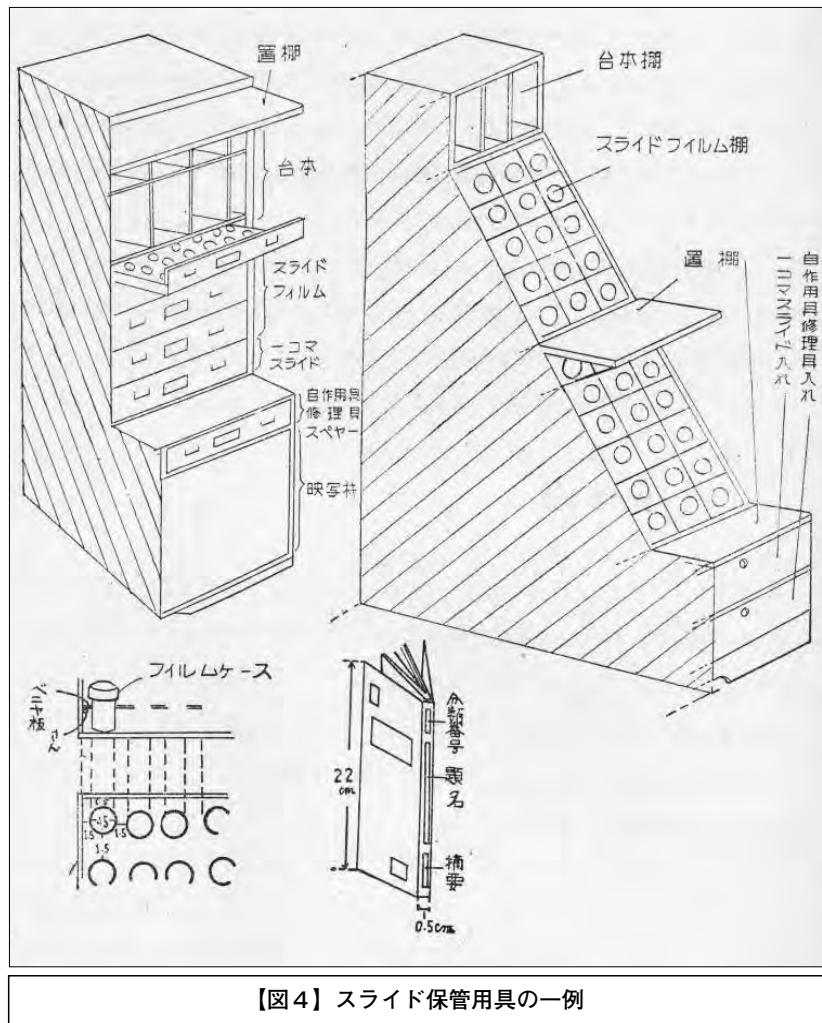 置棚
台本
スライド
フィルム
一コマ
スライド
自作用具
修理具
スペヤー
台本棚
スライドフィルム棚
置棚
一コマスライド入れ
自作用具修理具入れ
フィルムケース
ベニヤ板
さん
1.5
1.5
1.5
22
cm
分類番号
題名
摘要
0.5cm
【図4】スライド保管用具の一例